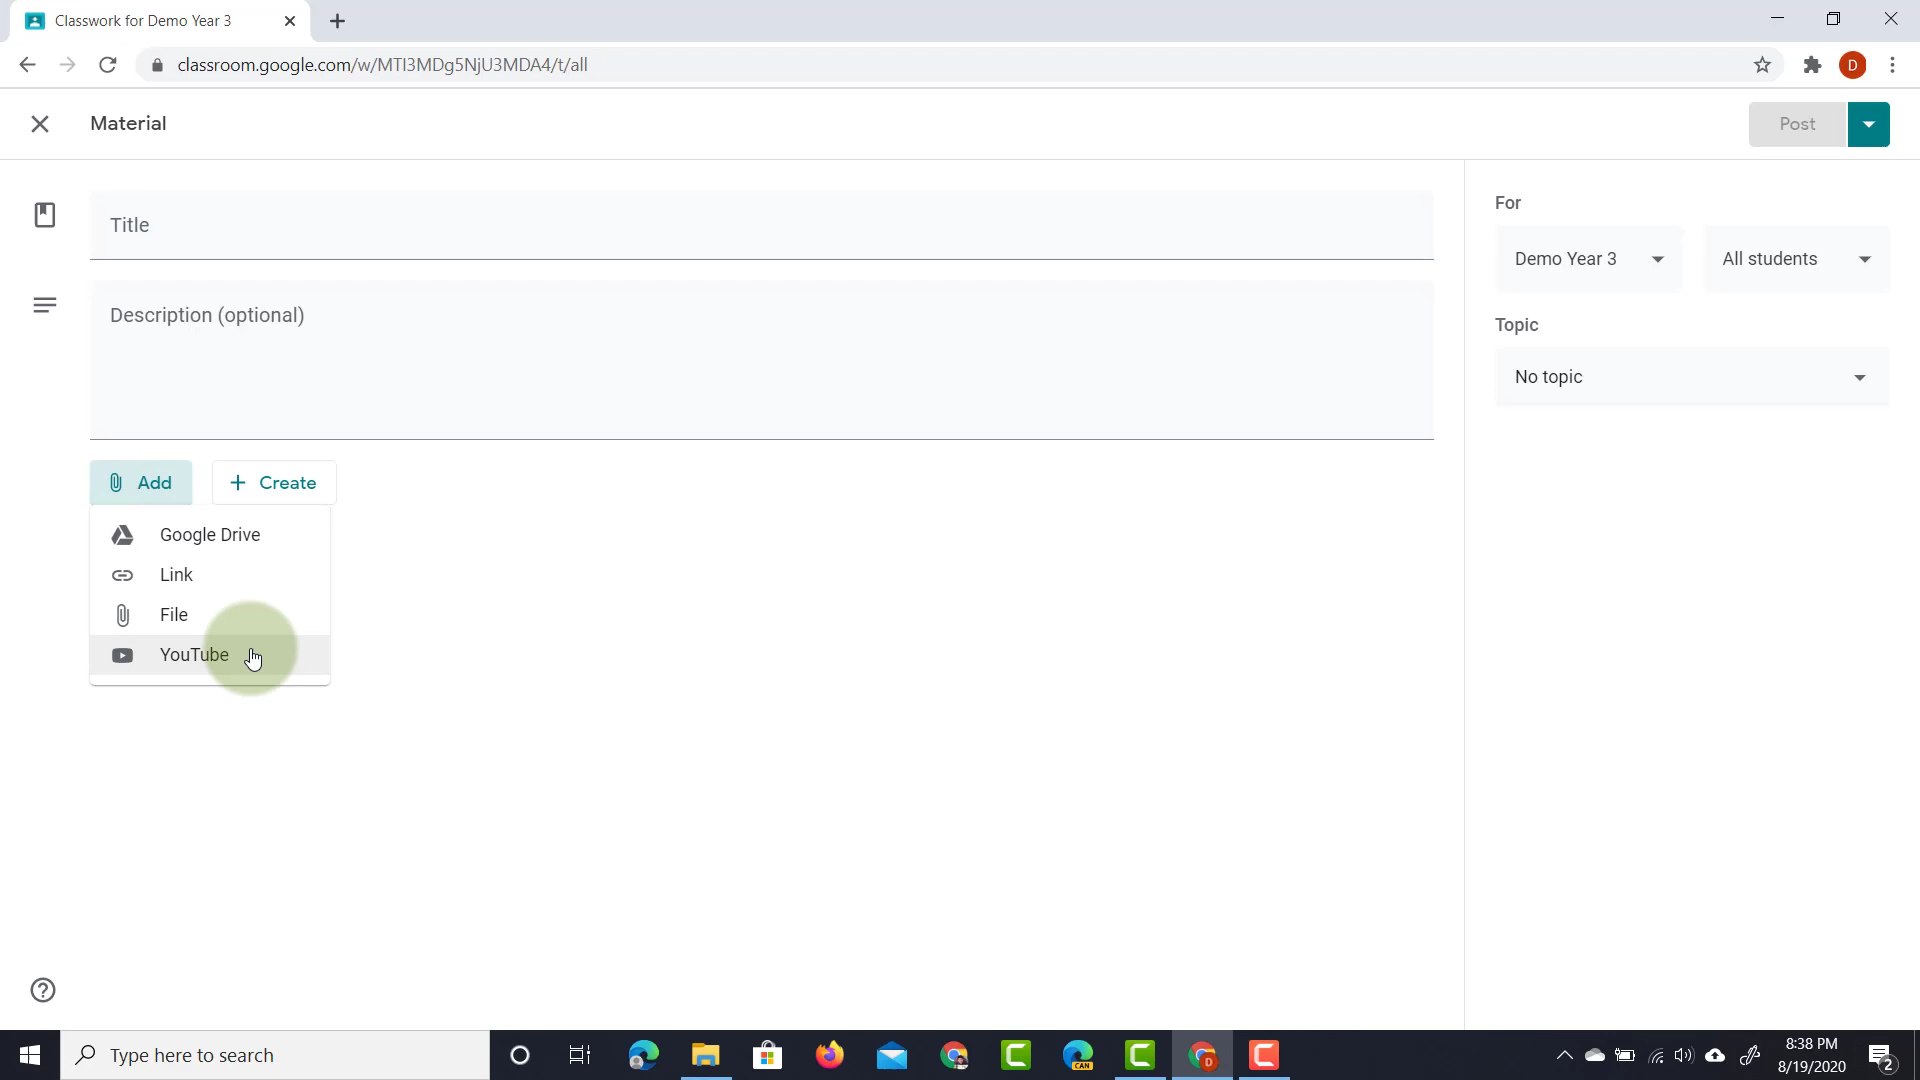 Classwork for Demo Year 3
classroom.google.com/w/MTI3MDg5NjU3MDA4/t/all
D
Material
Post
Title
For
Demo Year 3
All students
Description (optional)
Topic
No topic
Add
Create
Google Drive
Link
File
YouTube
Type here to search
CAN
D
8:38 PM
8/19/2020
2